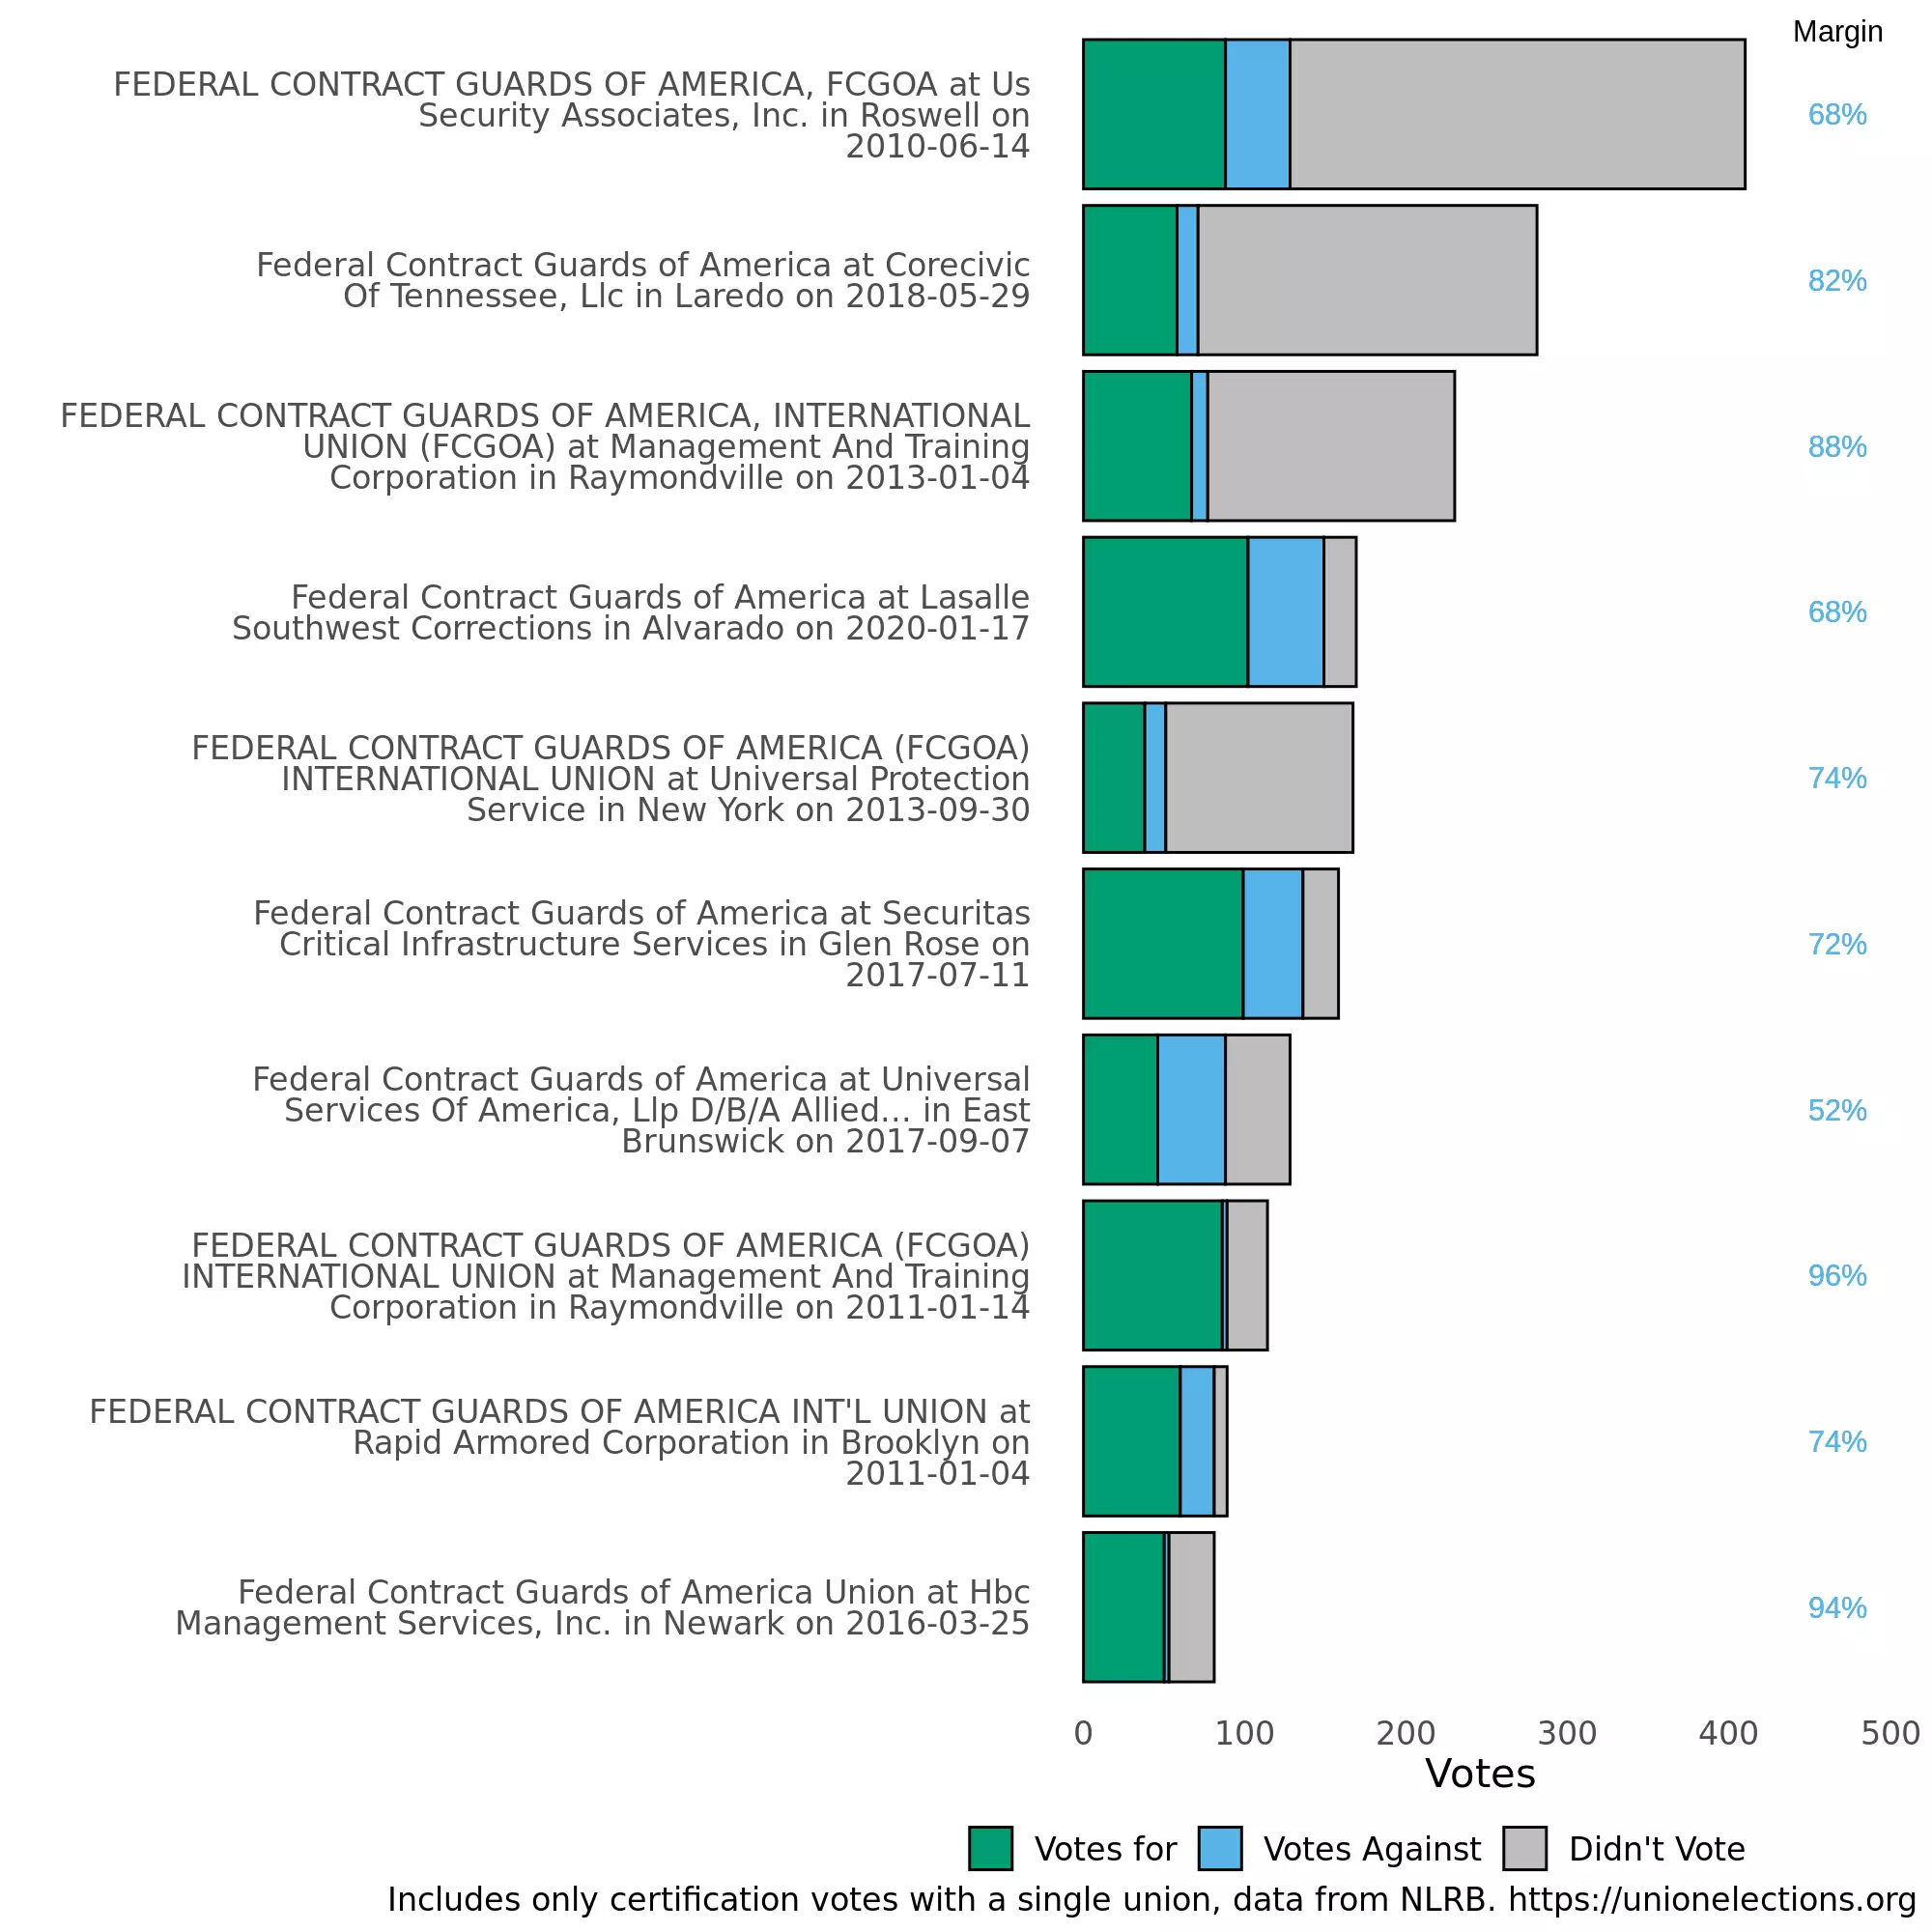 Margin
FEDERAL CONTRACT GUARDS OF AMERICA, FCGOA at Us
Security Associates, Inc. in Roswell on
2010-06-14
68%
Federal Contract Guards of America at Corecivic
Of Tennessee, Llc in Laredo on 2018-05-29
82%
FEDERAL CONTRACT GUARDS OF AMERICA, INTERNATIONAL
UNION (FCGOA) at Management And Training
Corporation in Raymondville on 2013-01-04
88%
Federal Contract Guards of America at Lasalle
Southwest Corrections in Alvarado on 2020-01-17
68%
FEDERAL CONTRACT GUARDS OF AMERICA (FCGOA)
INTERNATIONAL UNION at Universal Protection
Service in New York on 2013-09-30
74%
Federal Contract Guards of America at Securitas
Critical Infrastructure Services in Glen Rose on
2017-07-11
72%
Federal Contract Guards of America at Universal
Services Of America, Llp D/B/A Allied... in East
Brunswick on 2017-09-07
52%
FEDERAL CONTRACT GUARDS OF AMERICA (FCGOA)
INTERNATIONAL UNION at Management And Training
Corporation in Raymondville on 2011-01-14
96%
FEDERAL CONTRACT GUARDS OF AMERICA INT'L UNION at
Rapid Armored Corporation in Brooklyn on
2011-01-04
74%
Federal Contract Guards of America Union at Hbc
Management Services, Inc. in Newark on 2016-03-25
94%
0 100 200 300 400 500
Votes
Votes for Votes Against Didn't Vote
Includes only certification votes with a single union, data from NLRB. https://unionelections.org